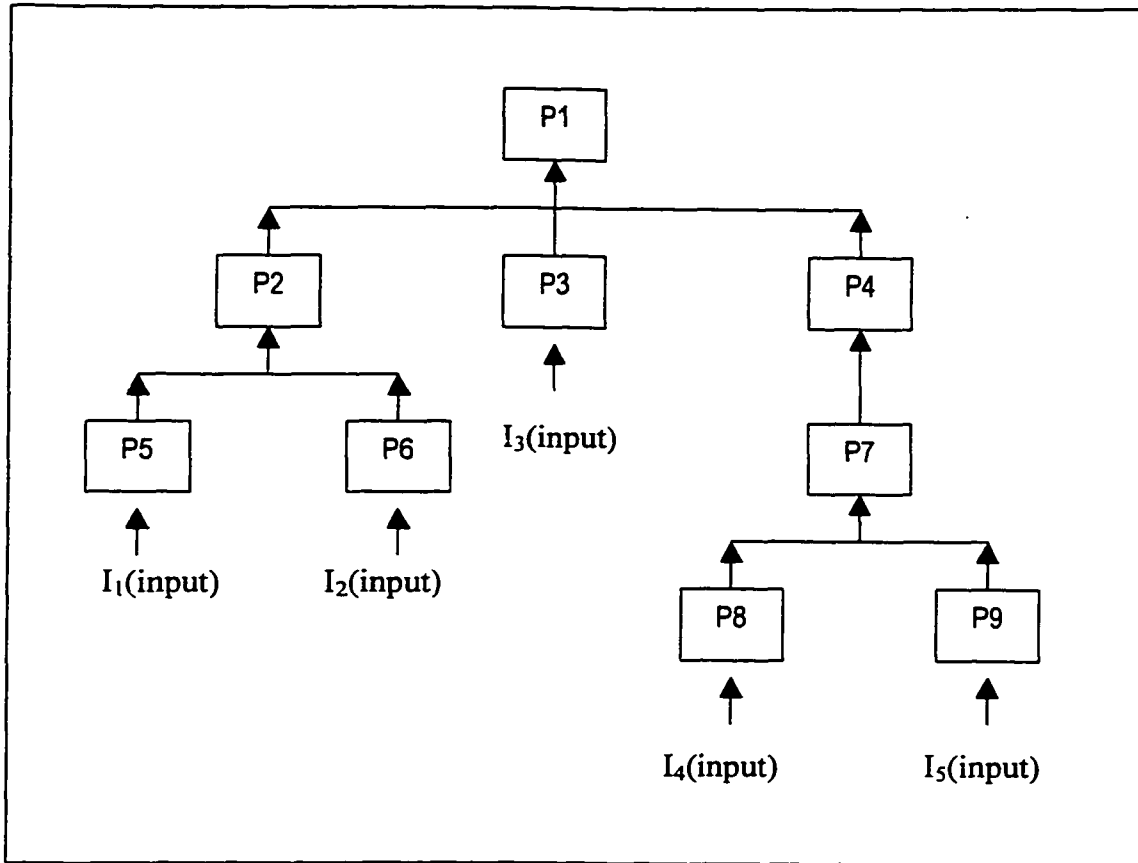 P1
P2
P3
P4
I₃(input)
P5
P6
P7
I₁(input)
I₂(input)
P8
P9
I₄(input)
I₅(input)